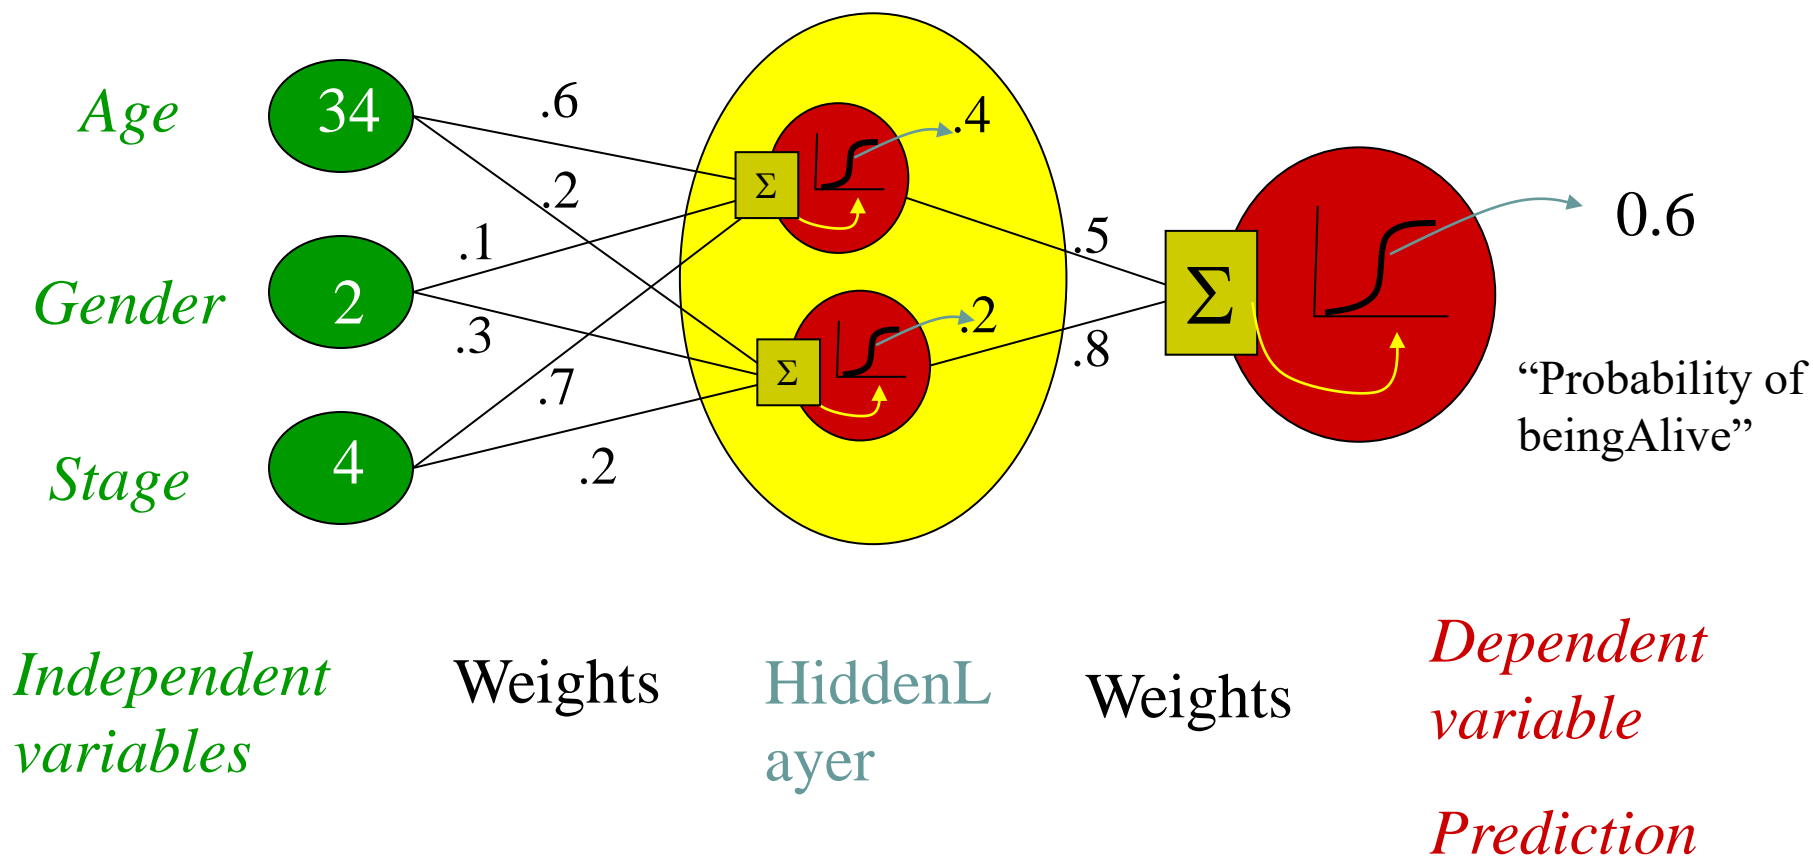 Age
34
.6
.2
Σ
.4
Gender
2
.1
.3
Σ
.2
Stage
4
.7
.2
.5
.8
Σ
0.6
“Probability of
beingAlive”
Independent
variables
Weights
HiddenL
ayer
Weights
Dependent
variable
Prediction